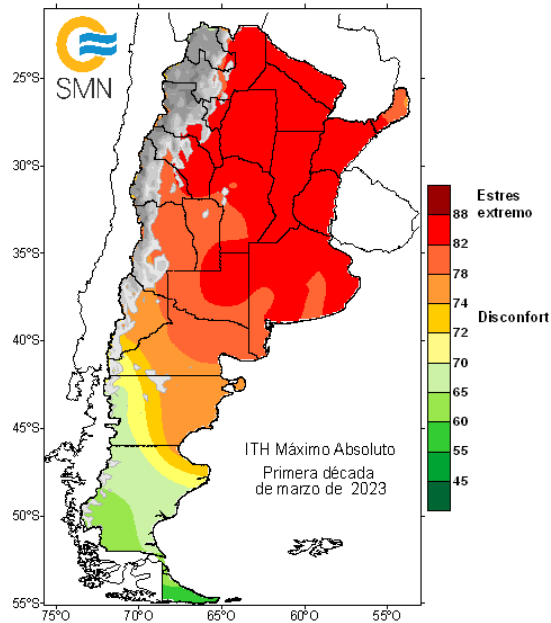 SMN
25°S
30°S
35°S
40°S
45°S
50°S
55°S
75°O
70°O
65°O
60°O
55°O
Estres
extremo
88
82
78
74
Disconfort
72
70
65
60
55
45
ITH Máximo Absoluto
Primera década
de marzo de 2023